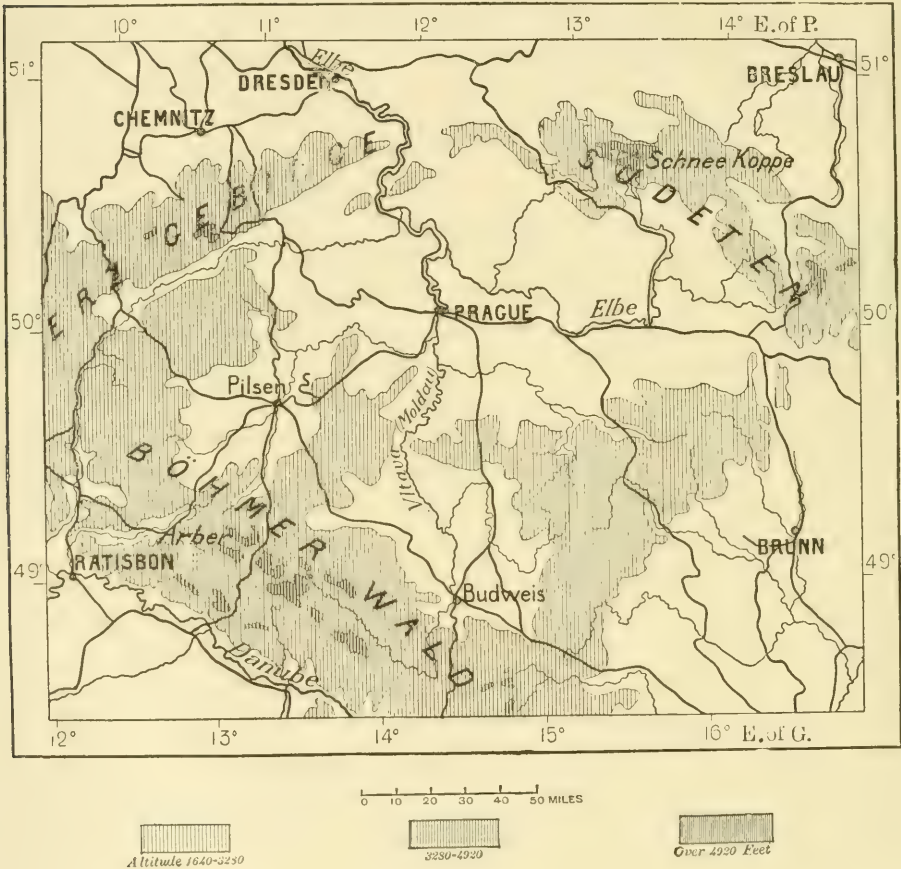 10° 11° 12° 13° 14° E. of P.
51° Elbe 51°
DRESDEN BRESLAU
CHEMNITZ
ERZ GEBIRGE
Schnee Koppe
SUDETEN
50° PRAGUE Elbe 50°
Pilsen
Vltava (Moldau)
BÖHMER WALD
Arber
RATISBON BRUNN
49° 49°
Budweis
Danube
12° 13° 14° 15° 16° E. of G.
0 10 20 30 40 50 MILES
Altitude 1640-3280 3280-4920 Over 4920 Feet